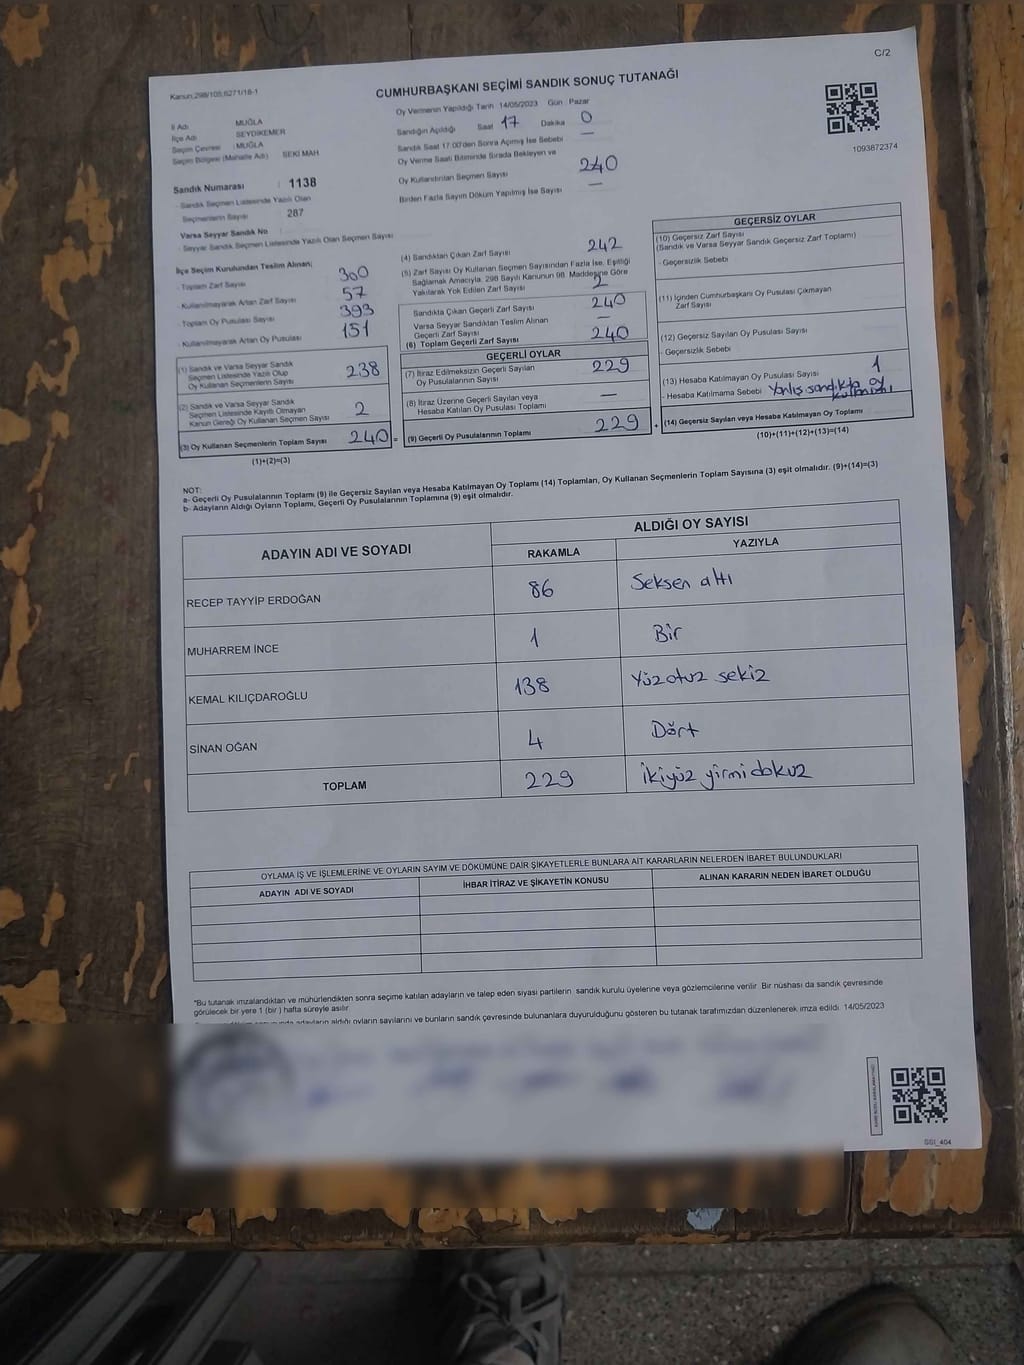 C/2
Kanun:298/105;6271/18-1
CUMHURBAŞKANI SEÇİMİ SANDIK SONUÇ TUTANAĞI
1093872374
İl Adı MUĞLA
İlçe Adı SEYDİKEMER
Seçim Çevresi : MUĞLA
Seçim Bölgesi (Mahalle Adı) SEKİ MAH
Sandık Numarası : 1138
- Sandık Seçmen Listesinde Yazılı Olan
Seçmenlerin Sayısı 287
Varsa Seyyar Sandık No
- Seyyar Sandık Seçmen Listesinde Yazılı Olan Seçmen Sayısı
İlçe Seçim Kurulundan Teslim Alınan;
- Toplam Zarf Sayısı 300
- Kullanılmayarak Artan Zarf Sayısı 57
- Toplam Oy Pusulası Sayısı 393
- Kullanılmayarak Artan Oy Pusulası 151
(1) Sandık ve Varsa Seyyar Sandık
Seçmen Listesinde Yazılı Olup
Oy Kullanan Seçmenlerin Sayısı 238
(2) Sandık ve Varsa Seyyar Sandık
Seçmen Listesinde Kayıtlı Olmayan
Kanun Gereği Oy Kullanan Seçmen Sayısı 2
(3) Oy Kullanan Seçmenlerin Toplam Sayısı 240 =
(1)+(2)=(3)
Oy Vermenin Yapıldığı Tarih 14/05/2023 Gün Pazar
Sandığın Açıldığı Saat 17 Dakika 0
Sandık Saat 17:00'den Sonra Açımış İse Sebebi —
Oy Verme Saati Bitiminde Sırada Bekleyen ve
Oy Kullandırılan Seçmen Sayısı 240
Birden Fazla Sayım Döküm Yapılmış İse Sayısı —
(4) Sandıktan Çıkan Zarf Sayısı 242
(5) Zarf Sayısı Oy Kullanan Seçmen Sayısından Fazla İse, Eşitliği
Sağlamak Amacıyla, 298 Sayılı Kanunun 98. Maddesine Göre
Yakılarak Yok Edilen Zarf Sayısı 2
Sandıkta Çıkan Geçerli Zarf Sayısı 240
Varsa Seyyar Sandıktan Teslim Alınan
Geçerli Zarf Sayısı —
(6) Toplam Geçerli Zarf Sayısı 240
GEÇERLİ OYLAR
(7) İtiraz Edilmeksizin Geçerli Sayılan
Oy Pusulalarının Sayısı 229
(8) İtiraz Üzerine Geçerli Sayılan veya
Hesaba Katılan Oy Pusulası Toplamı —
(9) Geçerli Oy Pusulalarının Toplamı 229 +
GEÇERSİZ OYLAR
(10) Geçersiz Zarf Sayısı
(Sandık ve Varsa Seyyar Sandık Geçersiz Zarf Toplamı)
- Geçersizlik Sebebi
(11) İçinden Cumhurbaşkanı Oy Pusulası Çıkmayan
Zarf Sayısı
(12) Geçersiz Sayılan Oy Pusulası Sayısı
- Geçersizlik Sebebi
(13) Hesaba Katılmayan Oy Pusulası Sayısı 1
- Hesaba Katılmama Sebebi Yanlış sandıkta oy
(14) Geçersiz Sayılan veya Hesaba Katılmayan Oy Toplamı
(10)+(11)+(12)+(13)=(14)
NOT:
a- Geçerli Oy Pusulalarının Toplamı (9) ile Geçersiz Sayılan veya Hesaba Katılmayan Oy Toplamı (14) Toplamları, Oy Kullanan Seçmenlerin Toplam Sayısına (3) eşit olmalıdır. (9)+(14)=(3)
b- Adayların Aldığı Oyların Toplamı, Geçerli Oy Pusulalarının Toplamına (9) eşit olmalıdır.
ADAYIN ADI VE SOYADI
ALDIĞI OY SAYISI
RAKAMLA YAZIYLA
RECEP TAYYİP ERDOĞAN 86 Seksen altı
MUHARREM İNCE 1 Bir
KEMAL KILIÇDAROĞLU 138 Yüzotuz sekiz
SİNAN OĞAN 4 Dört
TOPLAM 229 İkiyüz yirmidokuz
OYLAMA İŞ VE İŞLEMLERİNE VE OYLARIN SAYIM VE DÖKÜMÜNE DAİR ŞİKAYETLERLE BUNLARA AİT KARARLARIN NELERDEN İBARET BULUNDUKLARI
ADAYIN ADI VE SOYADI İHBAR İTİRAZ VE ŞİKAYETİN KONUSU ALINAN KARARIN NEDEN İBARET OLDUĞU
*Bu tutanak imzalandıktan ve mühürlendikten sonra seçime katılan adayların ve talep eden siyasi partilerin sandık kurulu üyelerine veya gözlemcilerine verilir. Bir nüshası da sandık çevresinde
görülecek bir yere 1 (bir) hafta süreyle asılır.
adayların aldığı oyların sayılarını ve bunların sandık çevresinde bulunanlara duyurulduğunu gösteren bu tutanak tarafımızdan düzenlenerek imza edildi. 14/05/2023
GSI_404